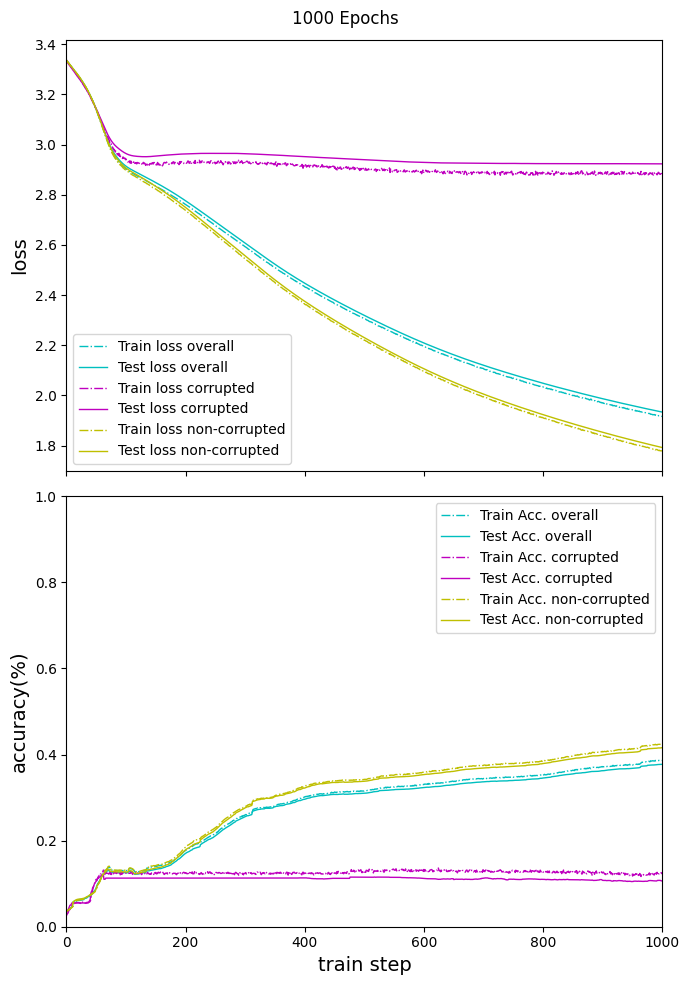 1000 Epochs
3.4
3.2
3.0
2.8
2.6
2.4
2.2
2.0
1.8
loss
Train loss overall
Test loss overall
Train loss corrupted
Test loss corrupted
Train loss non-corrupted
Test loss non-corrupted
1.0
0.8
0.6
0.4
0.2
0.0
accuracy(%)
Train Acc. overall
Test Acc. overall
Train Acc. corrupted
Test Acc. corrupted
Train Acc. non-corrupted
Test Acc. non-corrupted
0 200 400 600 800 1000
train step